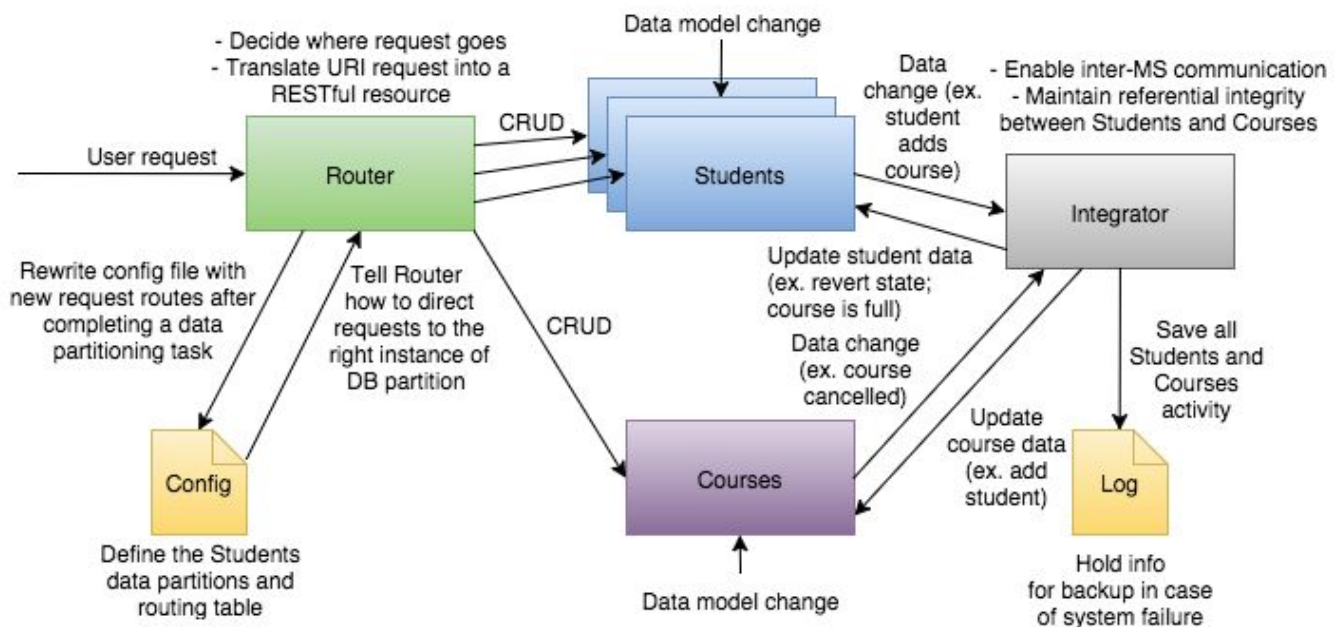 Data model change
- Decide where request goes
- Translate URI request into a
RESTful resource
Data
change (ex.
student
adds
course)
- Enable inter-MS communication
- Maintain referential integrity
between Students and Courses
CRUD
User request
Router
Students
Integrator
Rewrite config file with
new request routes after
completing a data
partitioning task
Tell Router
how to direct
requests to the
right instance of
DB partition
CRUD
Update student data
(ex. revert state;
course is full)
Data change
(ex. course
cancelled)
Save all
Students and
Courses
activity
Update
course data
(ex. add
student)
Config
Courses
Log
Define the Students
data partitions and
routing table
Data model change
Hold info
for backup in case
of system failure